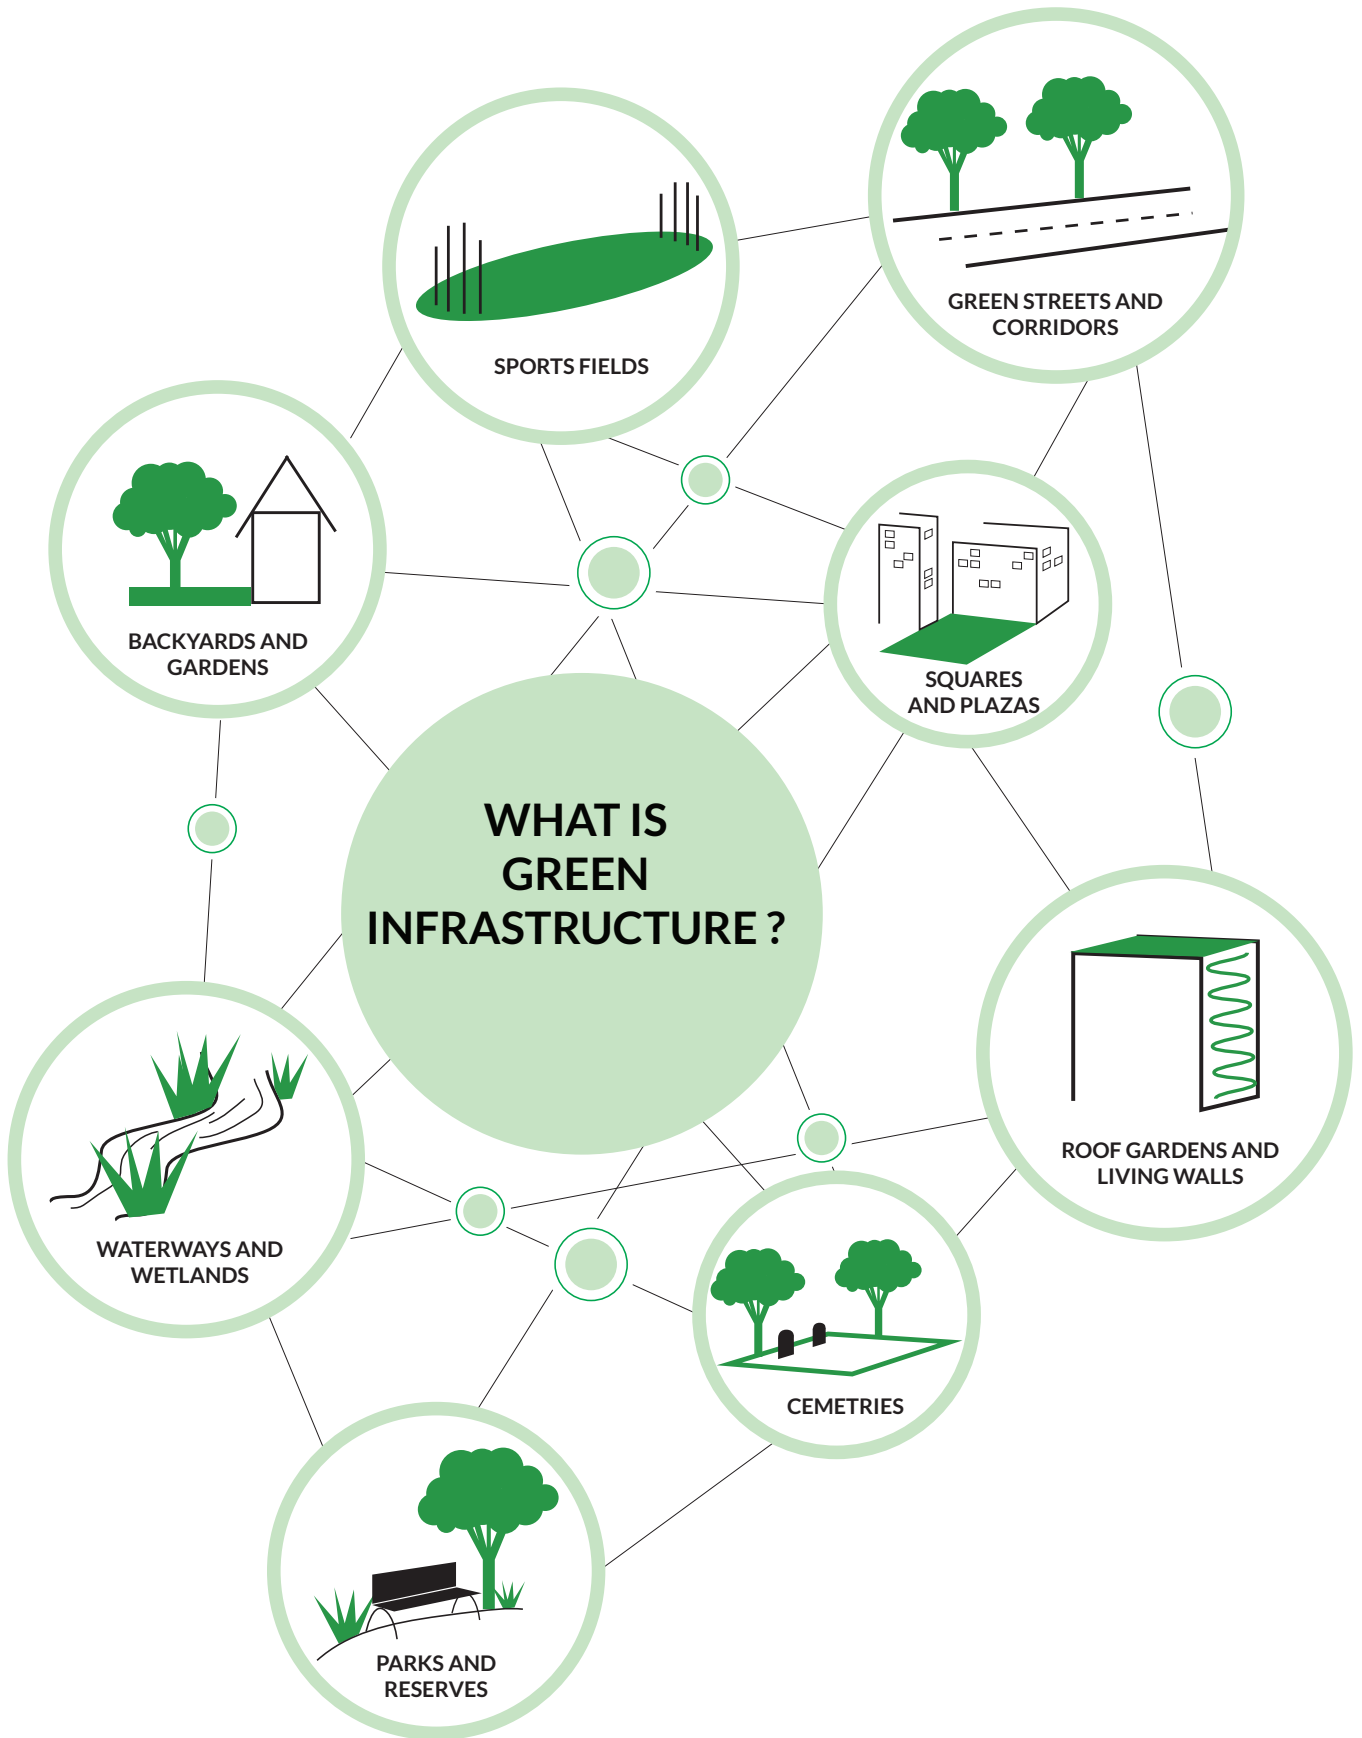 GREEN STREETS AND
CORRIDORS
SPORTS FIELDS
BACKYARDS AND
GARDENS
SQUARES
AND PLAZAS
WHAT IS
GREEN
INFRASTRUCTURE ?
ROOF GARDENS AND
LIVING WALLS
WATERWAYS AND
WETLANDS
CEMETRIES
PARKS AND
RESERVES